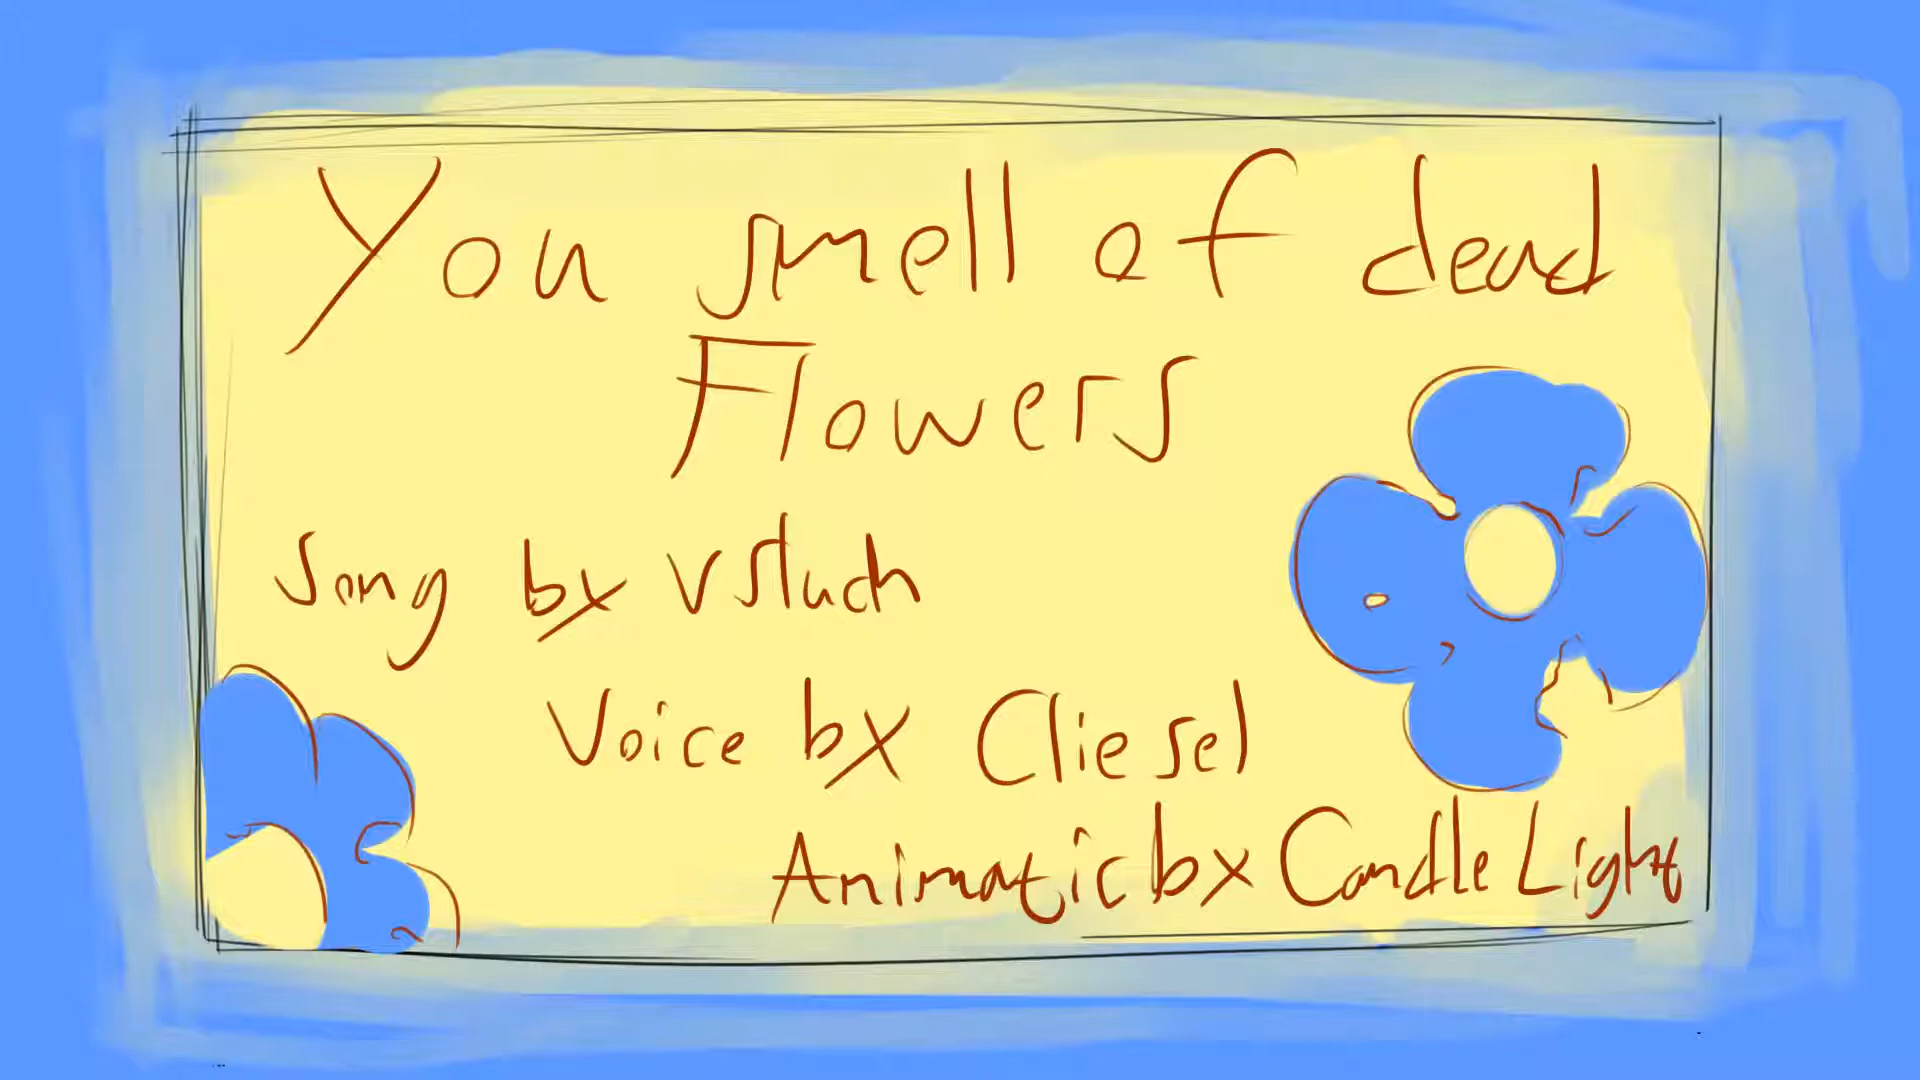 You smell of dead
Flowers
Song by vsluch
Voice by Cliesel
Animatic by Candle Light